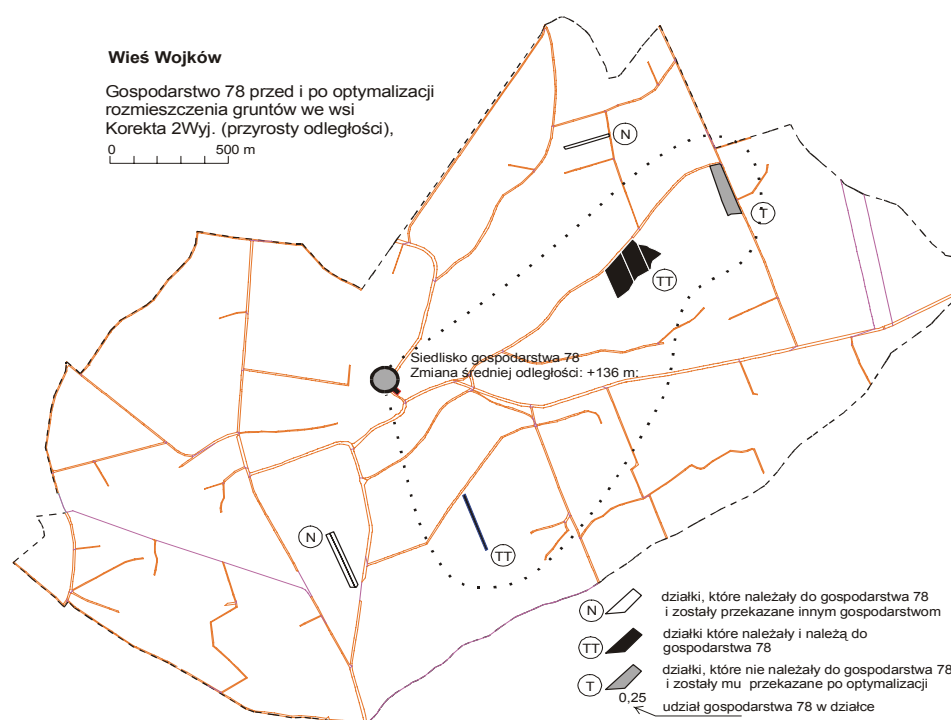 Wieś Wojków
Gospodarstwo 78 przed i po optymalizacji
rozmieszczenia gruntów we wsi
Korekta 2Wyj. (przyrosty odległości),
0 500 m
N
T
TT
Siedlisko gospodarstwa 78
Zmiana średniej odległości: +136 m;
N
TT
N
działki, które należały do gospodarstwa 78
i zostały przekazane innym gospodarstwom
TT
działki które należały i należą do
gospodarstwa 78
T
działki, które nie należały do gospodarstwa 78
i zostały mu przekazane po optymalizacji
0,25
udział gospodarstwa 78 w działce